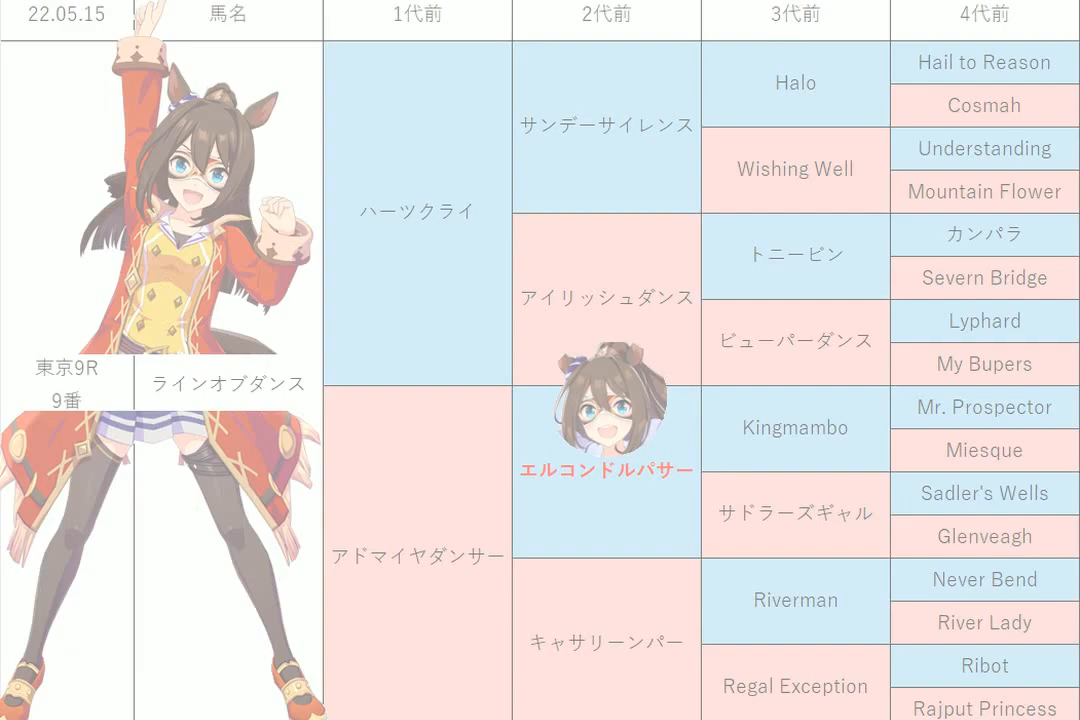 22.05.15 馬名 1代前 2代前 3代前 4代前
東京9R
9番
ラインオブダンス
ハーツクライ
アドマイヤダンサー
サンデーサイレンス
アイリッシュダンス
エルコンドルパサー
キャサリーンパー
Halo
Wishing Well
トニービン
ビューパーダンス
Kingmambo
サドラーズギャル
Riverman
Regal Exception
Hail to Reason
Cosmah
Understanding
Mountain Flower
カンパラ
Severn Bridge
Lyphard
My Bupers
Mr. Prospector
Miesque
Sadler's Wells
Glenveagh
Never Bend
River Lady
Ribot
Rajput Princess